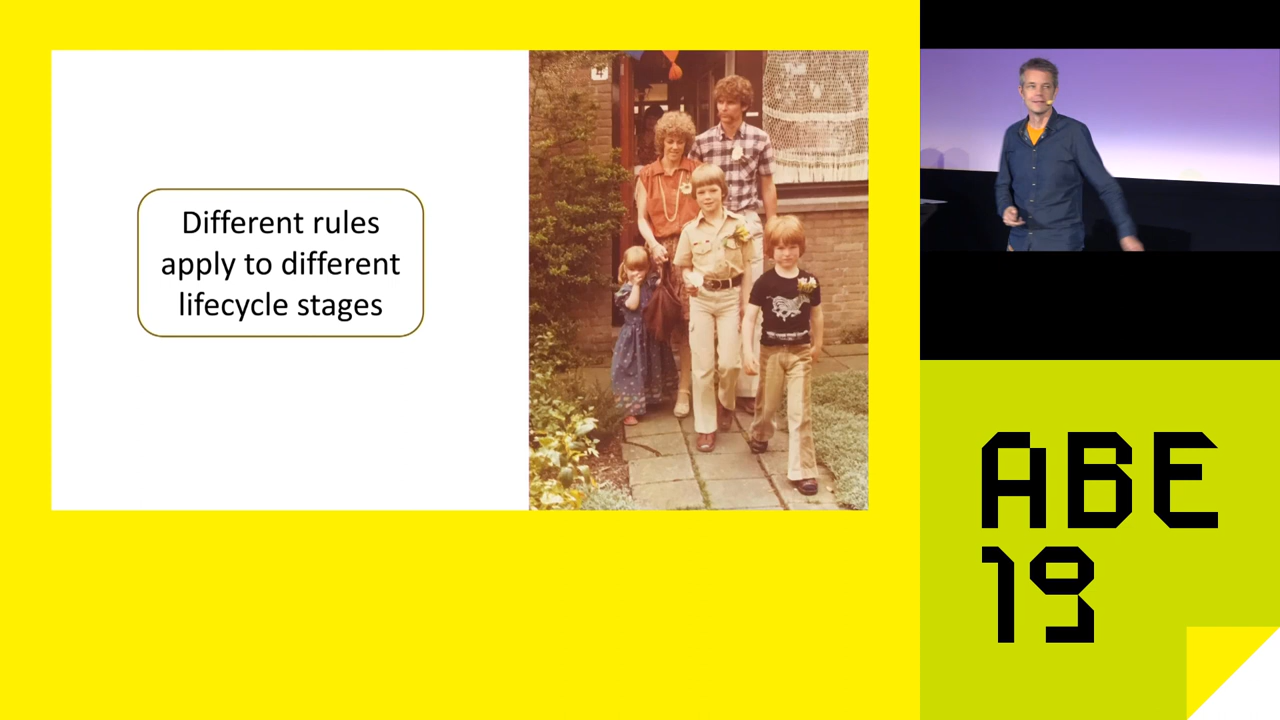 Different rules
apply to different
lifecycle stages
ABE
19